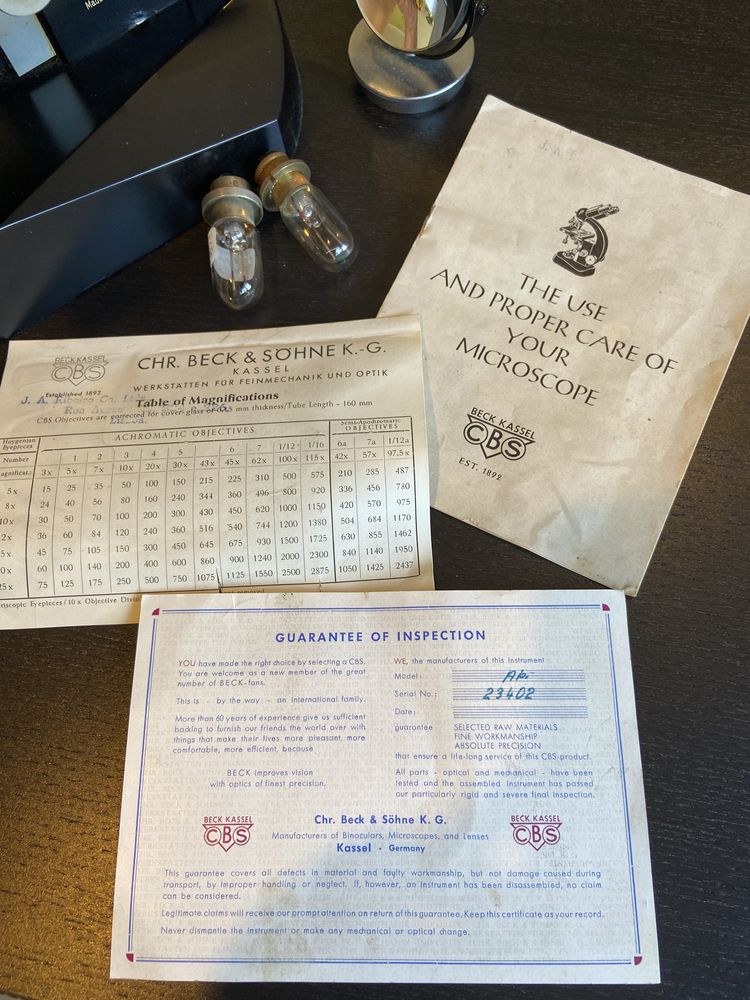 Made
J. A.
THE USE
AND PROPER CARE OF
YOUR
MICROSCOPE
BECK KASSEL
CBS
EST. 1892
BECK KASSEL
CBS
Established 1892
CHR. BECK & SÖHNE K.-G.
KASSEL
WERKSTÄTTEN FÜR FEINMECHANIK UND OPTIK
J. A. Ribeiro Ca. Lda
Table of Magnifications
CBS Objectives are corrected for cover-glass of mm thickness/Tube Length - 160 mm
Huygenian Eyepieces ACHROMATIC OBJECTIVES Semi-Apochromatic OBJECTIVES
Number 1 2 3 4 5 6 7 1/12 1/16 6a 7a 1/12a
agnificat. 3x 5x 7x 10x 20x 30x 43x 45x 62x 100x 115x 42x 57x 97.5x
5x 15 25 35 50 100 150 215 225 310 500 575 210 285 487
8x 24 40 56 80 160 240 344 360 496 800 920 336 456 780
0x 30 50 70 100 200 300 430 450 620 1000 1150 420 570 975
2x 36 60 84 120 240 360 516 540 744 1200 1380 504 684 1170
5x 45 75 105 150 300 450 645 675 930 1500 1725 630 855 1462
0x 60 100 140 200 400 600 860 900 1240 2000 2300 840 1140 1950
25x 75 125 175 250 500 750 1075 1125 1550 2500 2875 1050 1425 2437
riscopic Eyepieces/10 x Objective Divi
GUARANTEE OF INSPECTION
YOU have made the right choice by selecting a CBS.
You are welcome as a new member of the great
number of BECK-fans.
This is - by the way - an international family.
More than 60 years of experience give us sufficient
backing to furnish our friends the world over with
things that make their lives more pleasant, more
comfortable, more efficient, because
BECK improves vision
with optics of finest precision.
WE, the manufacturers of this Instrument
Model:
Serial No.: 23402
Date:
guarantee SELECTED RAW MATERIALS
FINE WORKMANSHIP
ABSOLUTE PRECISION
that ensure a life-long service of this CBS-product.
All parts - optical and mechanical - have been
tested and the assembled Instrument has passed
our particularly rigid and severe final inspection.
BECK KASSEL
CBS
Chr. Beck & Söhne K. G.
Manufacturers of Binoculars, Microscopes, and Lenses
Kassel - Germany
BECK KASSEL
CBS
This guarantee covers all defects in material and faulty workmanship, but not damage caused during
transport, by improper handling or neglect. If, however, an Instrument has been disassembled, no claim
can be considered.
Legitimate claims will receive our prompt attention on return of this guarantee. Keep this certificate as your record.
Never dismantle the Instrument or make any mechanical or optical change.